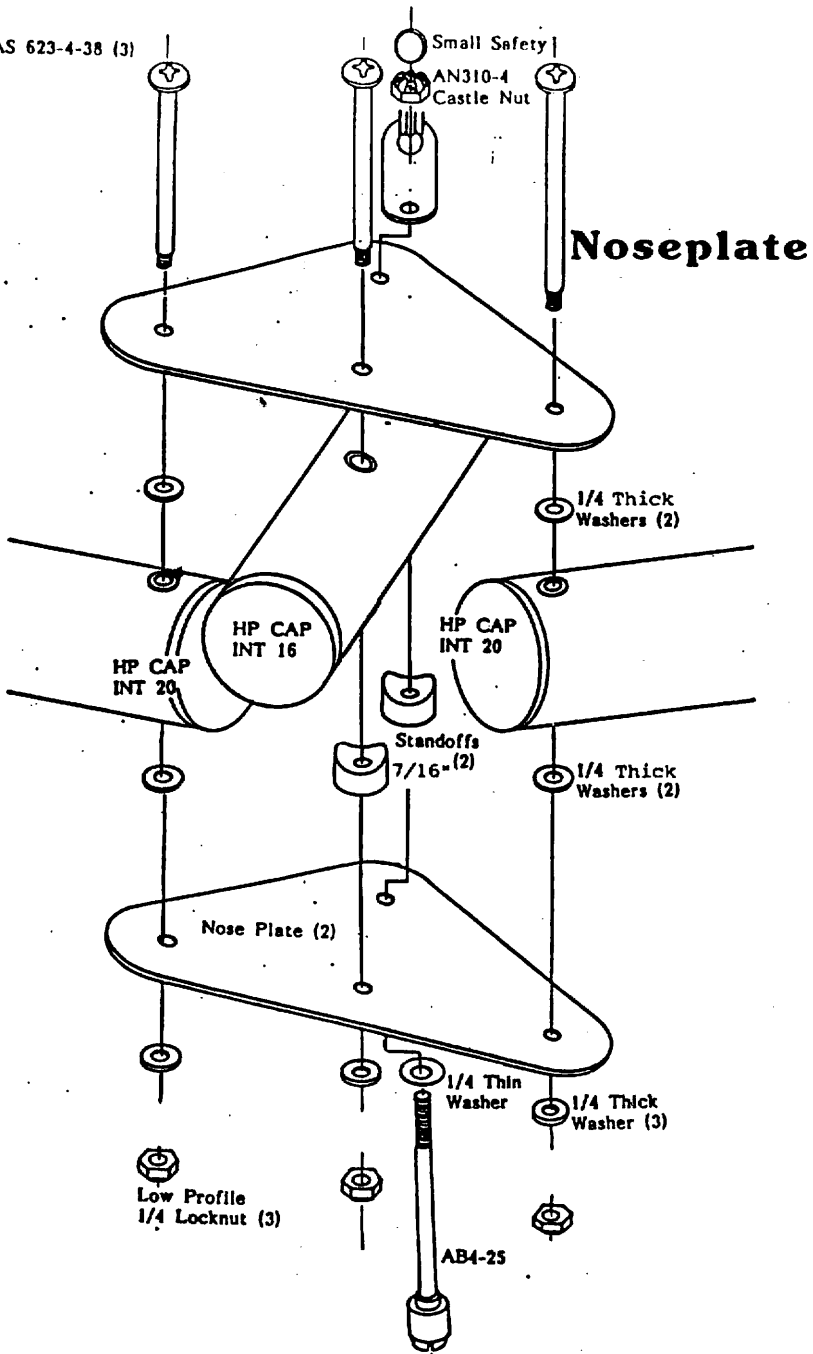 AS 623-4-38 (3)
Small Safety
AN310-4
Castle Nut
Noseplate
1/4 Thick
Washers (2)
HP CAP
INT 16
HP CAP
INT 20
HP CAP
INT 20
Standoffs
7/16" (2)
1/4 Thick
Washers (2)
Nose Plate (2)
1/4 Thin
Washer
1/4 Thick
Washer (3)
Low Profile
1/4 Locknut (3)
AB4-25